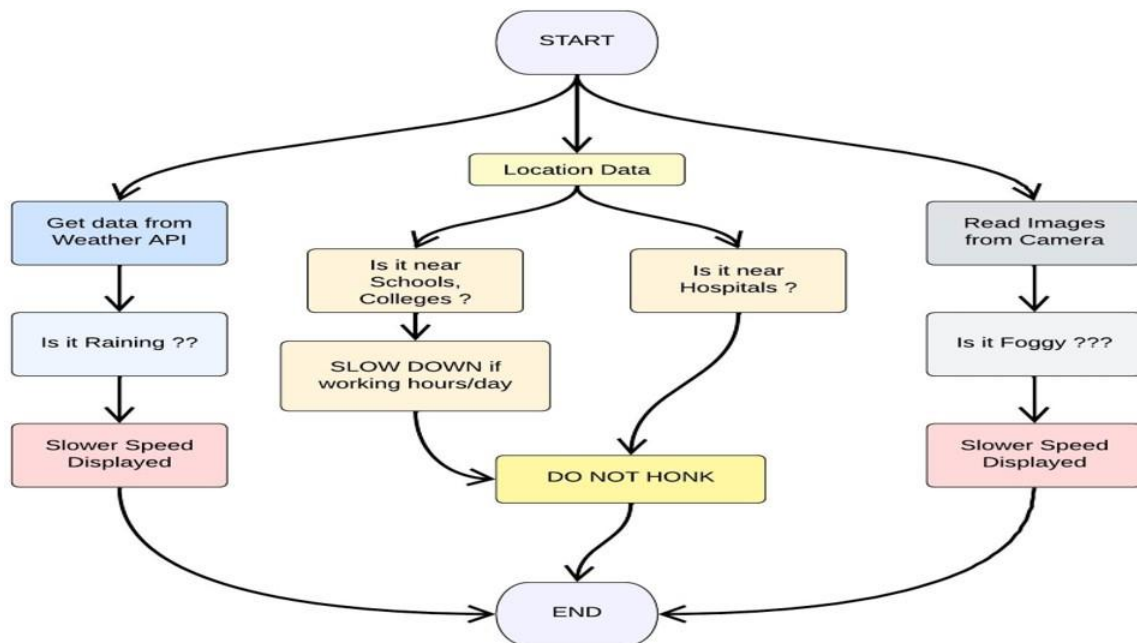 START
Location Data
Get data from
Weather API
Is it near
Schools,
Colleges ?
Is it near
Hospitals ?
Read Images
from Camera
Is it Raining ??
SLOW DOWN if
working hours/day
Is it Foggy ???
Slower Speed
Displayed
DO NOT HONK
Slower Speed
Displayed
END